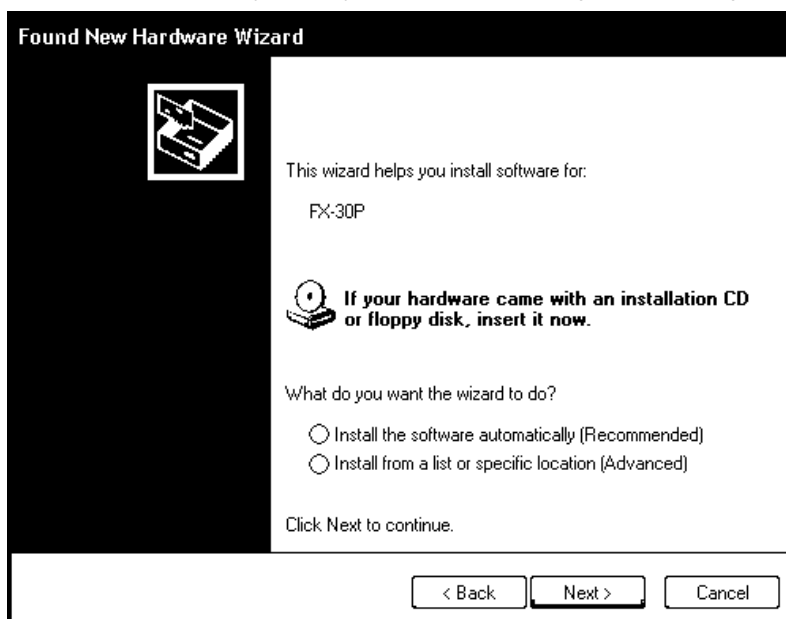 Found New Hardware Wizard
This wizard helps you install software for:
FX-30P
If your hardware came with an installation CD
or floppy disk, insert it now.
What do you want the wizard to do?
Install the software automatically (Recommended)
Install from a list or specific location (Advanced)
Click Next to continue.
< Back Next > Cancel